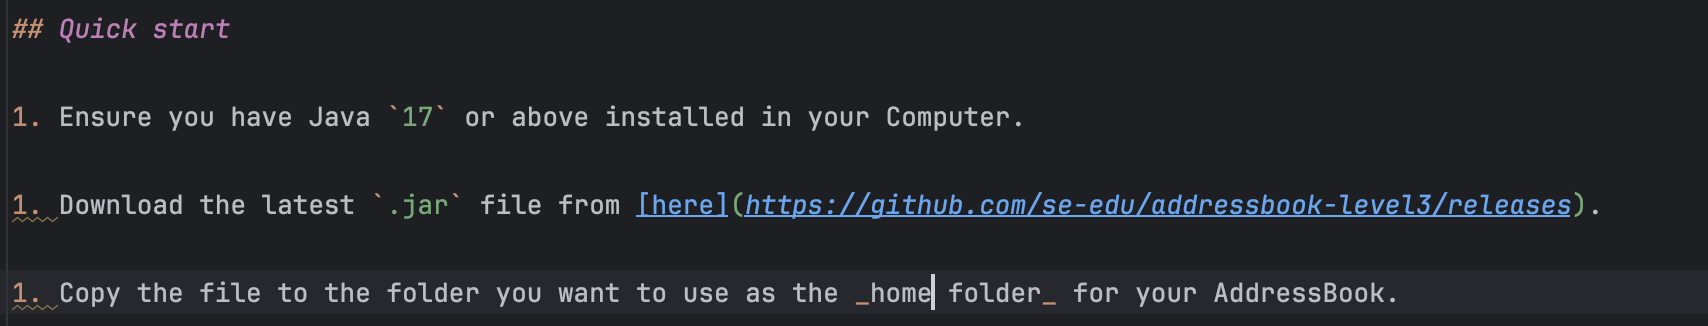 ## Quick start
1. Ensure you have Java `17` or above installed in your Computer.
1. Download the latest `.jar` file from [here](https://github.com/se-edu/addressbook-level3/releases).
1. Copy the file to the folder you want to use as the _home folder_ for your AddressBook.